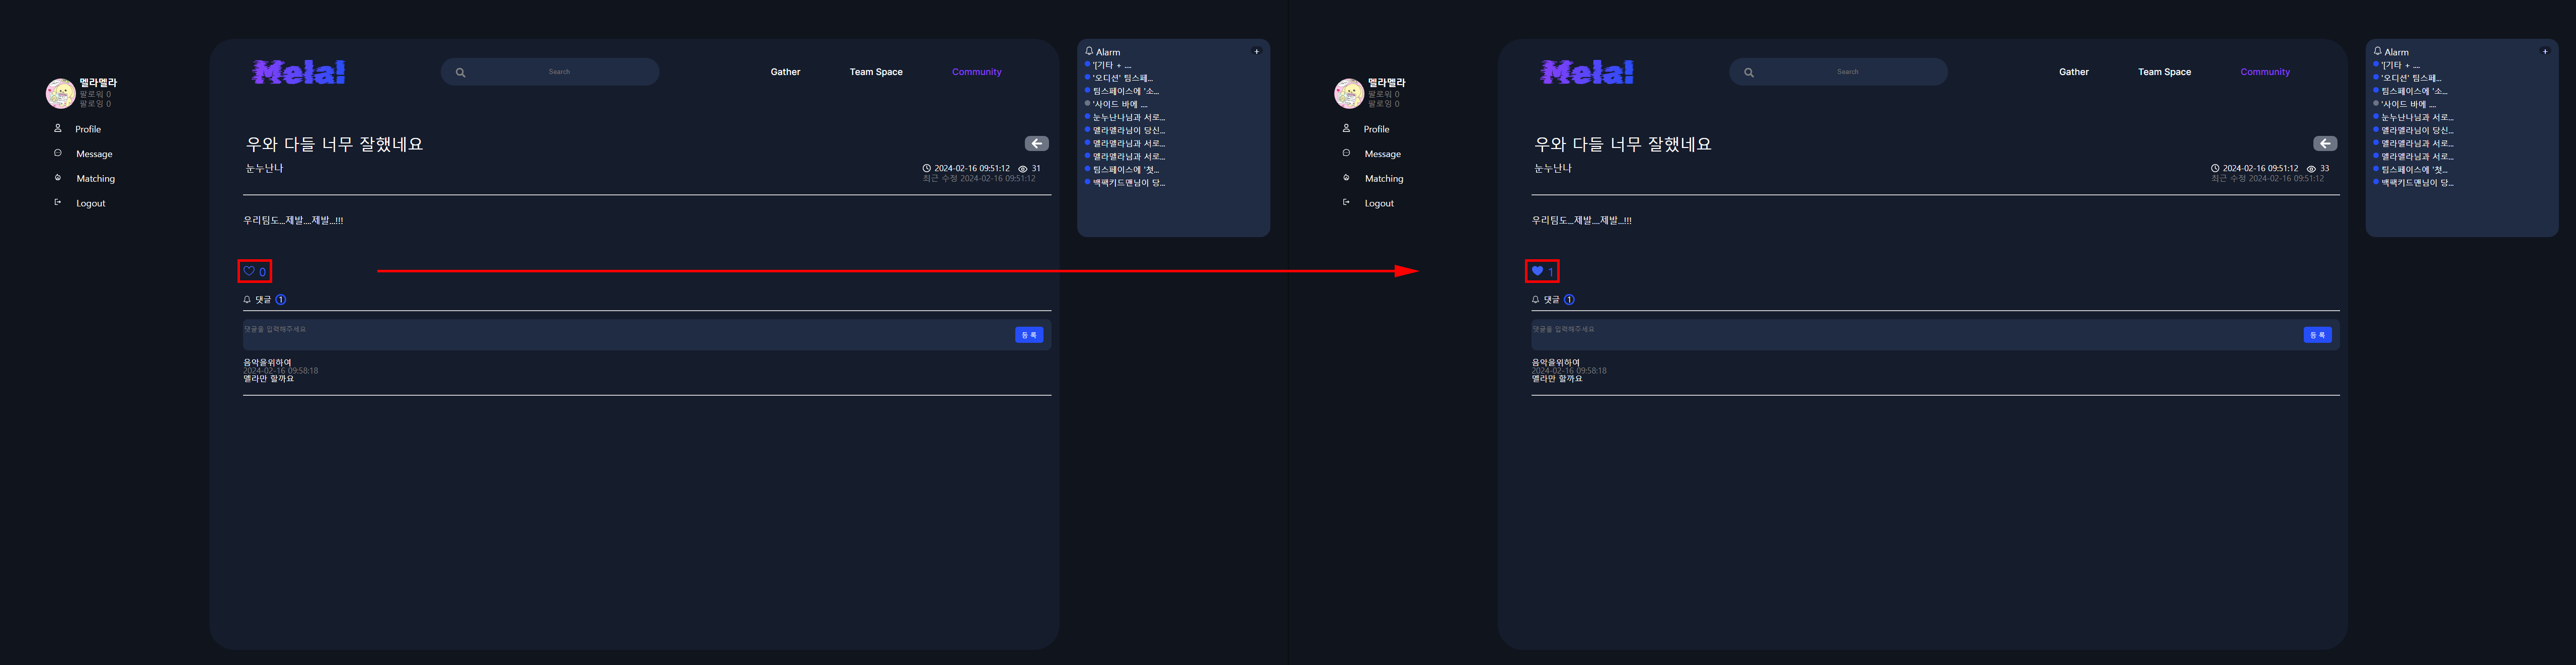 멜라멜라
팔로워 0
팔로잉 0
Profile
Message
Matching
Logout
Mela!
Search
Gather
Team Space
Community
우와 다들 너무 잘했네요
눈누난나
2024-02-16 09:51:12 31
최근 수정 2024-02-16 09:51:12
우리팀도...제발....제발...!!!
0
댓글 1
댓글을 입력해주세요
등 록
음악을위하여
2024-02-16 09:58:18
멜라만 할까요
Alarm +
'[기타 + ....
'오디션' 팀스페...
팀스페이스에 '소...
'사이드 바에 ....
눈누난나님과 서로...
멜라멜라님이 당신...
멜라멜라님과 서로...
멜라멜라님과 서로...
팀스페이스에 '첫...
백팩키드맨님이 당...
멜라멜라
팔로워 0
팔로잉 0
Profile
Message
Matching
Logout
Mela!
Search
Gather
Team Space
Community
우와 다들 너무 잘했네요
눈누난나
2024-02-16 09:51:12 33
최근 수정 2024-02-16 09:51:12
우리팀도...제발....제발...!!!
1
댓글 1
댓글을 입력해주세요
등 록
음악을위하여
2024-02-16 09:58:18
멜라만 할까요
Alarm +
'[기타 + ....
'오디션' 팀스페...
팀스페이스에 '소...
'사이드 바에 ....
눈누난나님과 서로...
멜라멜라님이 당신...
멜라멜라님과 서로...
멜라멜라님과 서로...
팀스페이스에 '첫...
백팩키드맨님이 당...